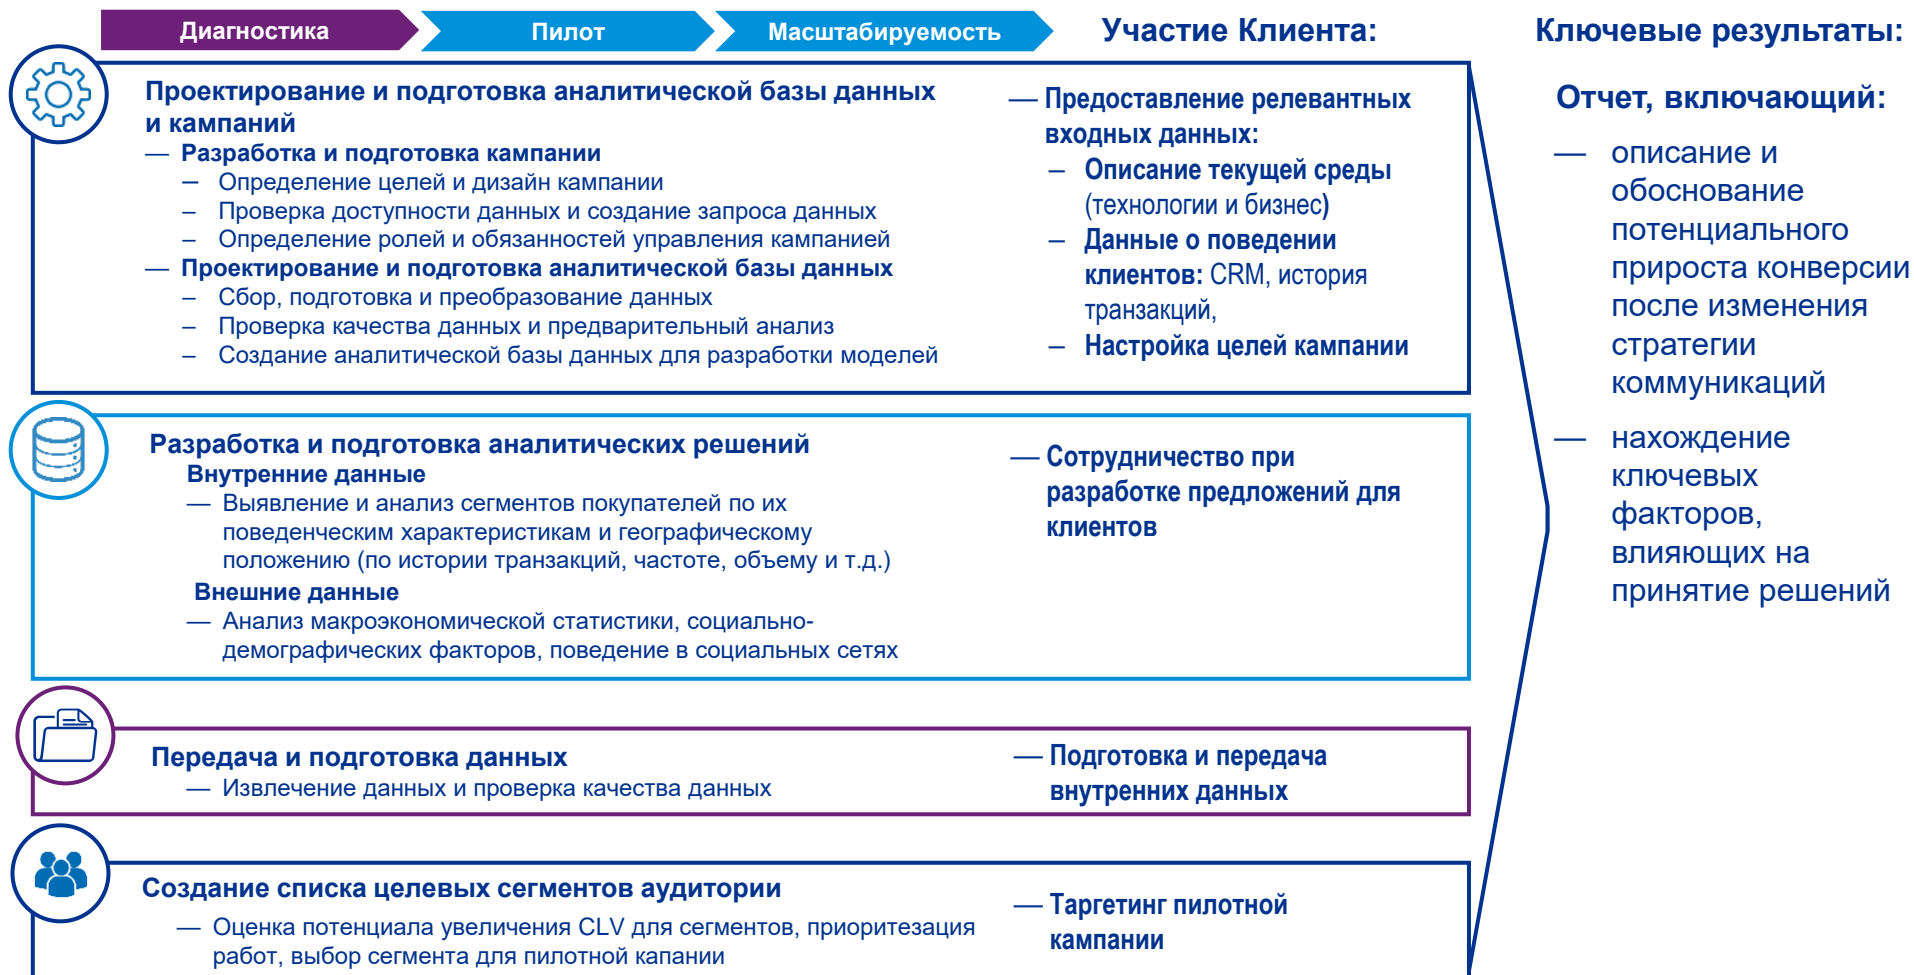 Диагностика
Пилот
Масштабируемость
Участие Клиента:
Ключевые результаты:
Проектирование и подготовка аналитической базы данных
и кампаний
— Разработка и подготовка кампании
– Определение целей и дизайн кампании
– Проверка доступности данных и создание запроса данных
– Определение ролей и обязанностей управления кампанией
— Проектирование и подготовка аналитической базы данных
– Сбор, подготовка и преобразование данных
– Проверка качества данных и предварительный анализ
– Создание аналитической базы данных для разработки моделей
— Предоставление релевантных
входных данных:
– Описание текущей среды
(технологии и бизнес)
– Данные о поведении
клиентов: CRM, история
транзакций,
– Настройка целей кампании
Разработка и подготовка аналитических решений
Внутренние данные
— Выявление и анализ сегментов покупателей по их
поведенческим характеристикам и географическому
положению (по истории транзакций, частоте, объему и т.д.)
Внешние данные
— Анализ макроэкономической статистики, социально-
демографических факторов, поведение в социальных сетях
— Сотрудничество при
разработке предложений для
клиентов
Передача и подготовка данных
— Извлечение данных и проверка качества данных
— Подготовка и передача
внутренних данных
Создание списка целевых сегментов аудитории
— Оценка потенциала увеличения CLV для сегментов, приоритезация
работ, выбор сегмента для пилотной капании
— Таргетинг пилотной
кампании
Отчет, включающий:
— описание и
обоснование
потенциального
прироста конверсии
после изменения
стратегии
коммуникаций
— нахождение
ключевых
факторов,
влияющих на
принятие решений